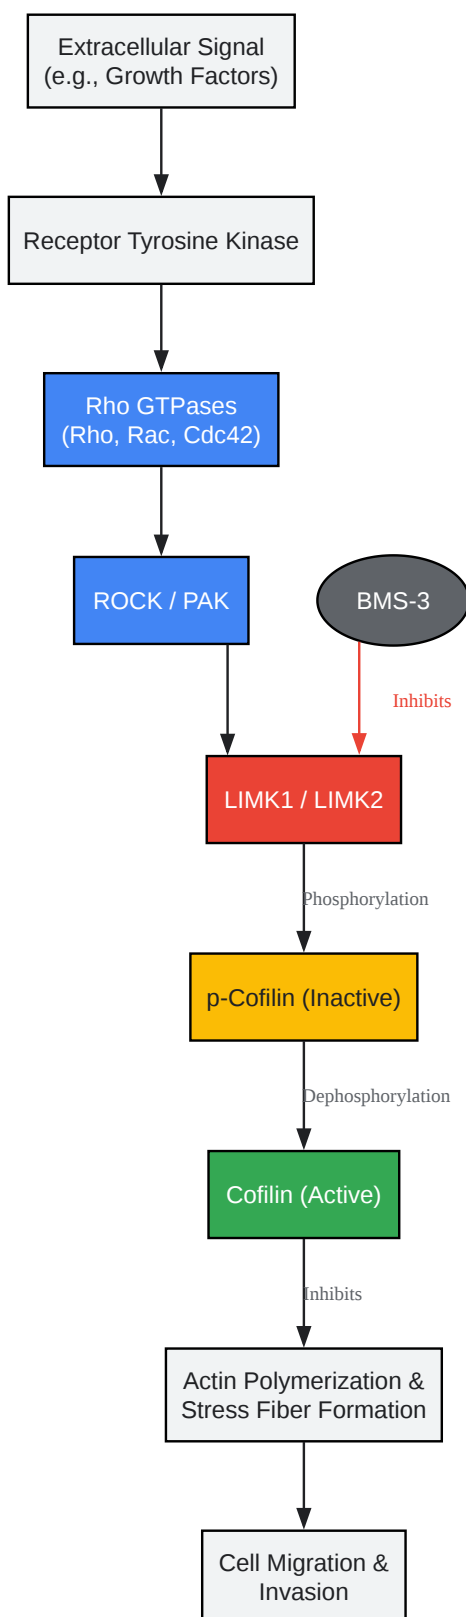 Extracellular Signal
(e.g., Growth Factors)
Receptor Tyrosine Kinase
Rho GTPases
(Rho, Rac, Cdc42)
ROCK / PAK
BMS-3
Inhibits
LIMK1 / LIMK2
Phosphorylation
p-Cofilin (Inactive)
Dephosphorylation
Cofilin (Active)
Inhibits
Actin Polymerization &
Stress Fiber Formation
Cell Migration &
Invasion